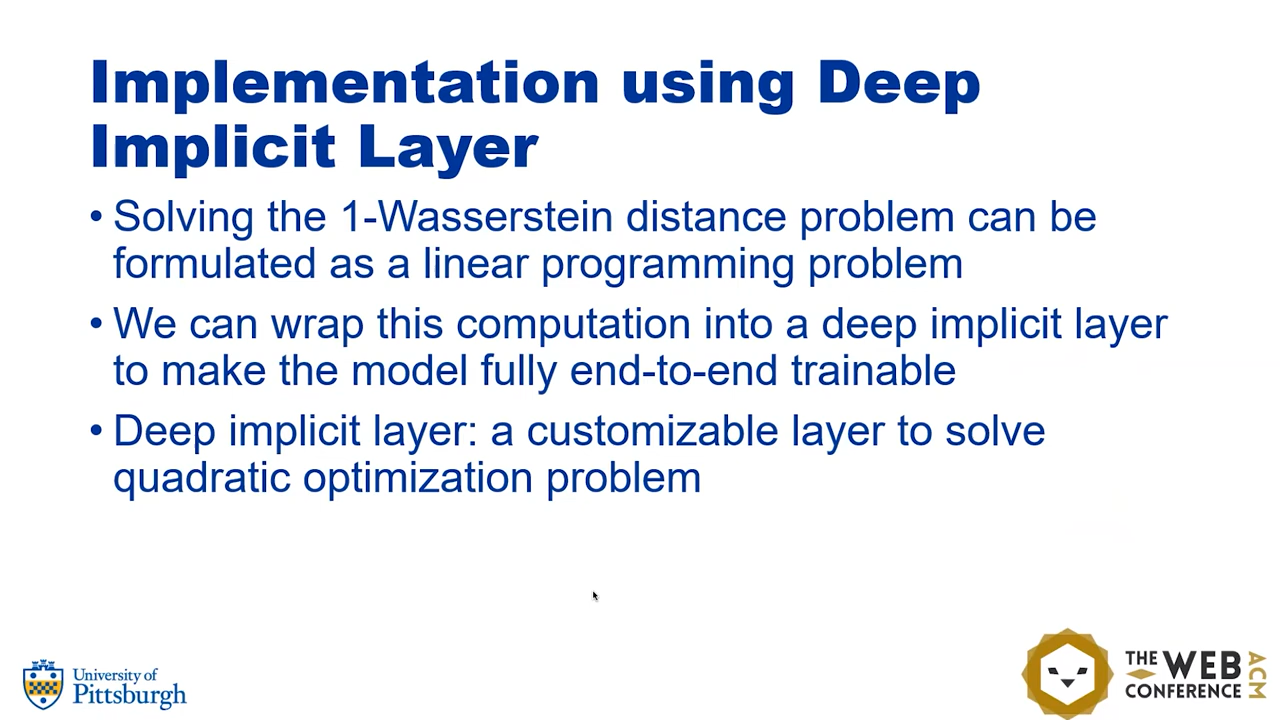 Implementation using Deep
Implicit Layer
• Solving the 1-Wasserstein distance problem can be
formulated as a linear programming problem
• We can wrap this computation into a deep implicit layer
to make the model fully end-to-end trainable
• Deep implicit layer: a customizable layer to solve
quadratic optimization problem
University of
Pittsburgh
THE WEB
CONFERENCE
ACM